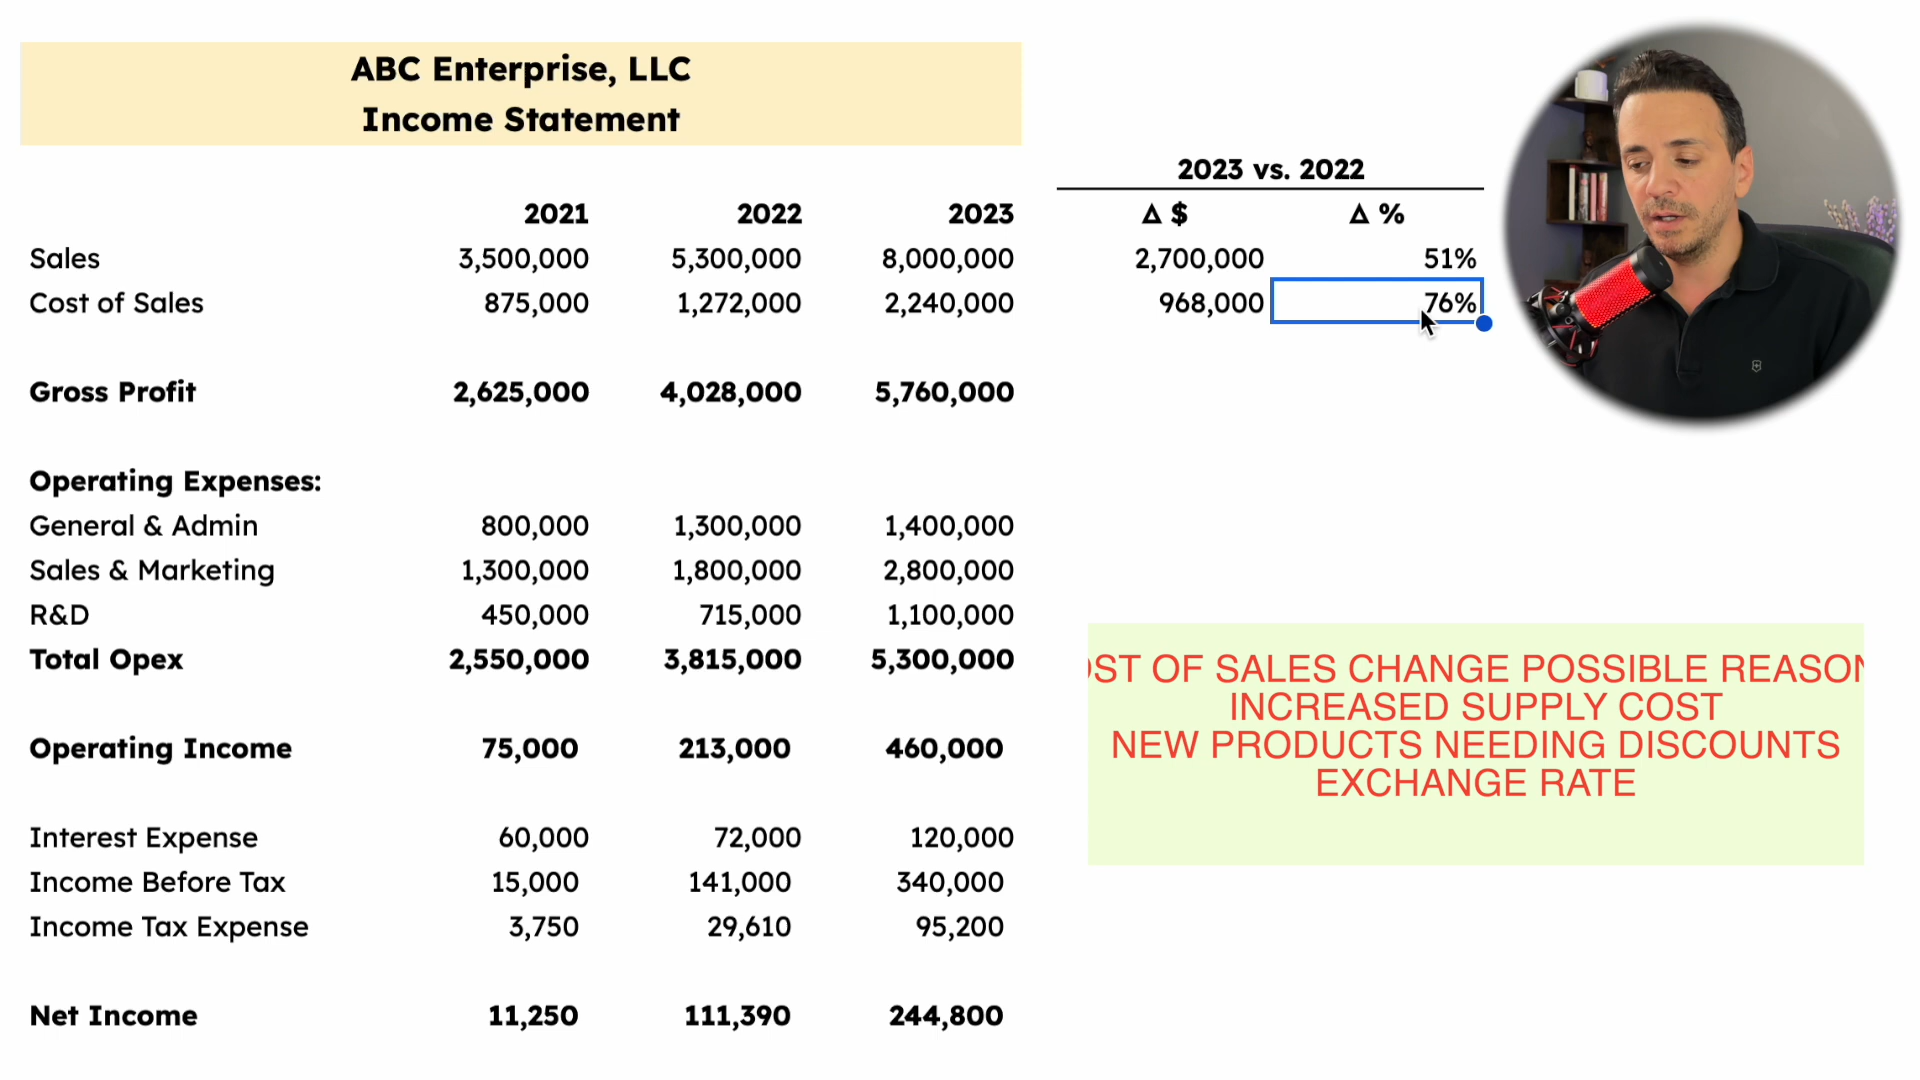 ABC Enterprise, LLC
Income Statement
2023 vs. 2022
2021 2022 2023 Δ $ Δ %
Sales 3,500,000 5,300,000 8,000,000 2,700,000 51%
Cost of Sales 875,000 1,272,000 2,240,000 968,000 76%
Gross Profit 2,625,000 4,028,000 5,760,000
Operating Expenses:
General & Admin 800,000 1,300,000 1,400,000
Sales & Marketing 1,300,000 1,800,000 2,800,000
R&D 450,000 715,000 1,100,000
Total Opex 2,550,000 3,815,000 5,300,000
Operating Income 75,000 213,000 460,000
Interest Expense 60,000 72,000 120,000
Income Before Tax 15,000 141,000 340,000
Income Tax Expense 3,750 29,610 95,200
Net Income 11,250 111,390 244,800
OST OF SALES CHANGE POSSIBLE REASON
INCREASED SUPPLY COST
NEW PRODUCTS NEEDING DISCOUNTS
EXCHANGE RATE